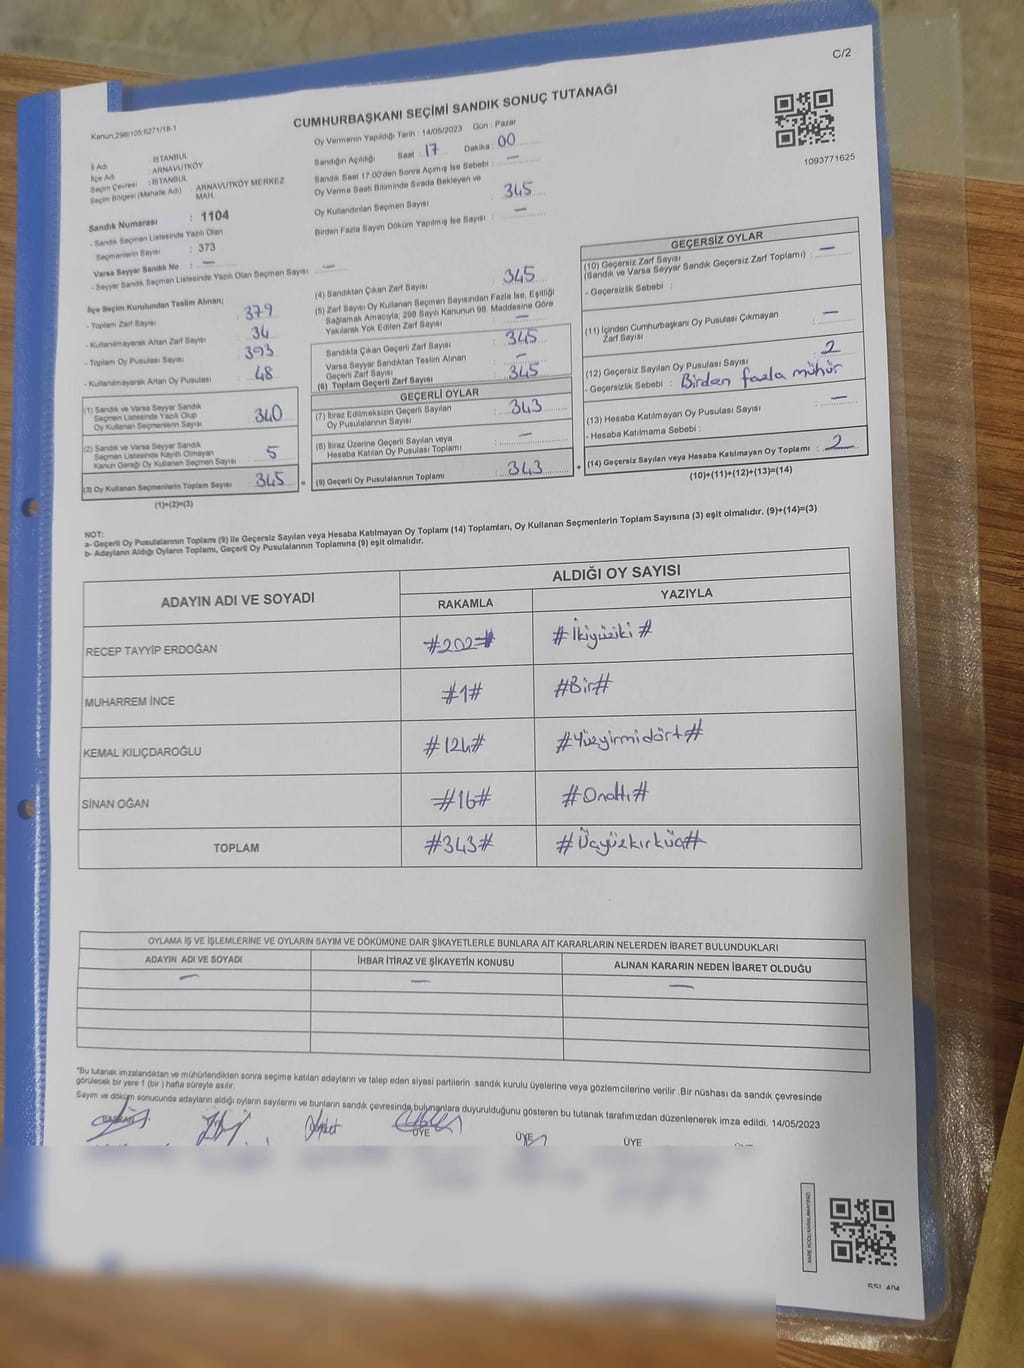 C/2
Kanun.298/105;6271/18-1
CUMHURBAŞKANI SEÇİMİ SANDIK SONUÇ TUTANAĞI
1093771625
İl Adı : İSTANBUL
İlçe Adı : ARNAVUTKÖY
Seçim Çevresi : İSTANBUL
Seçim Bölgesi (Mahalle Adı) : ARNAVUTKÖY MERKEZ MAH.
Sandık Numarası : 1104
- Sandık Seçmen Listesinde Yazılı Olan
Seçmenlerin Sayısı : 373
Varsa Seyyar Sandık No : —
- Seyyar Sandık Seçmen Listesinde Yazılı Olan Seçmen Sayısı : —
Oy Vermenin Yapıldığı Tarih : 14/05/2023 Gün : Pazar
Sandığın Açıldığı Saat : 17 Dakika : 00
Sandık Saat 17:00'den Sonra Açımış İse Sebebi : —
Oy Verme Saati Bitiminde Sırada Bekleyen ve
Oy Kullandırılan Seçmen Sayısı : 345
Birden Fazla Sayım Döküm Yapılmış İse Sayısı : —
İlçe Seçim Kurulundan Teslim Alınan;
- Toplam Zarf Sayısı : 379
- Kullanılmayarak Artan Zarf Sayısı : 34
- Toplam Oy Pusulası Sayısı : 393
- Kullanılmayarak Artan Oy Pusulası : 48
(1) Sandık ve Varsa Seyyar Sandık
Seçmen Listesinde Yazılı Olup
Oy Kullanan Seçmenlerin Sayısı : 340
(2) Sandık ve Varsa Seyyar Sandık
Seçmen Listesinde Kayıtlı Olmayan
Kanun Gereği Oy Kullanan Seçmen Sayısı : 5
(3) Oy Kullanan Seçmenlerin Toplam Sayısı : 345
(1)+(2)=(3)
(4) Sandıktan Çıkan Zarf Sayısı : 345
(5) Zarf Sayısı Oy Kullanan Seçmen Sayısından Fazla İse, Eşitliği
Sağlamak Amacıyla; 298 Sayılı Kanunun 98. Maddesine Göre
Yakılarak Yok Edilen Zarf Sayısı : —
Sandıkta Çıkan Geçerli Zarf Sayısı : 345
Varsa Seyyar Sandıktan Teslim Alınan
Geçerli Zarf Sayısı : —
(6) Toplam Geçerli Zarf Sayısı : 345
GEÇERLİ OYLAR
(7) İtiraz Edilmeksizin Geçerli Sayılan
Oy Pusulalarının Sayısı : 343
(8) İtiraz Üzerine Geçerli Sayılan veya
Hesaba Katılan Oy Pusulası Toplamı : —
(9) Geçerli Oy Pusulalarının Toplamı : 343
GEÇERSİZ OYLAR
(10) Geçersiz Zarf Sayısı
(Sandık ve Varsa Seyyar Sandık Geçersiz Zarf Toplamı) : —
- Geçersizlik Sebebi :
(11) İçinden Cumhurbaşkanı Oy Pusulası Çıkmayan
Zarf Sayısı : —
(12) Geçersiz Sayılan Oy Pusulası Sayısı : 2
- Geçersizlik Sebebi : Birden fazla mühür
(13) Hesaba Katılmayan Oy Pusulası Sayısı : —
- Hesaba Katılmama Sebebi :
(14) Geçersiz Sayılan veya Hesaba Katılmayan Oy Toplamı : 2
(10)+(11)+(12)+(13)=(14)
NOT:
a- Geçerli Oy Pusulalarının Toplamı (9) ile Geçersiz Sayılan veya Hesaba Katılmayan Oy Toplamı (14) Toplamları, Oy Kullanan Seçmenlerin Toplam Sayısına (3) eşit olmalıdır. (9)+(14)=(3)
b- Adayların Aldığı Oyların Toplamı, Geçerli Oy Pusulalarının Toplamına (9) eşit olmalıdır.
ADAYIN ADI VE SOYADI ALDIĞI OY SAYISI
RAKAMLA YAZIYLA
RECEP TAYYİP ERDOĞAN #202# #İkiyüziki#
MUHARREM İNCE #1# #Bir#
KEMAL KILIÇDAROĞLU #124# #Yüzyirmidört#
SİNAN OĞAN #16# #Onaltı#
TOPLAM #343# #Üçyüzkırküç#
OYLAMA İŞ VE İŞLEMLERİNE VE OYLARIN SAYIM VE DÖKÜMÜNE DAİR ŞİKAYETLERLE BUNLARA AİT KARARLARIN NELERDEN İBARET BULUNDUKLARI
ADAYIN ADI VE SOYADI İHBAR İTİRAZ VE ŞİKAYETİN KONUSU ALINAN KARARIN NEDEN İBARET OLDUĞU
— — —
"Bu tutanak imzalandıktan ve mühürlendikten sonra seçime katılan adayların ve talep eden siyasi partilerin sandık kurulu üyelerine veya gözlemcilerine verilir .Bir nüshası da sandık çevresinde
görülecek bir yere 1 (bir ) hafta süreyle asılır.
Sayım ve döküm sonucunda adayların aldığı oyların sayılarını ve bunların sandık çevresinde bulunanlara duyurulduğunu gösteren bu tutanak tarafımızdan düzenlenerek imza edildi. 14/05/2023
BAŞKAN ÜYE ÜYE ÜYE
KARE KODU KARALAMAYINIZ!